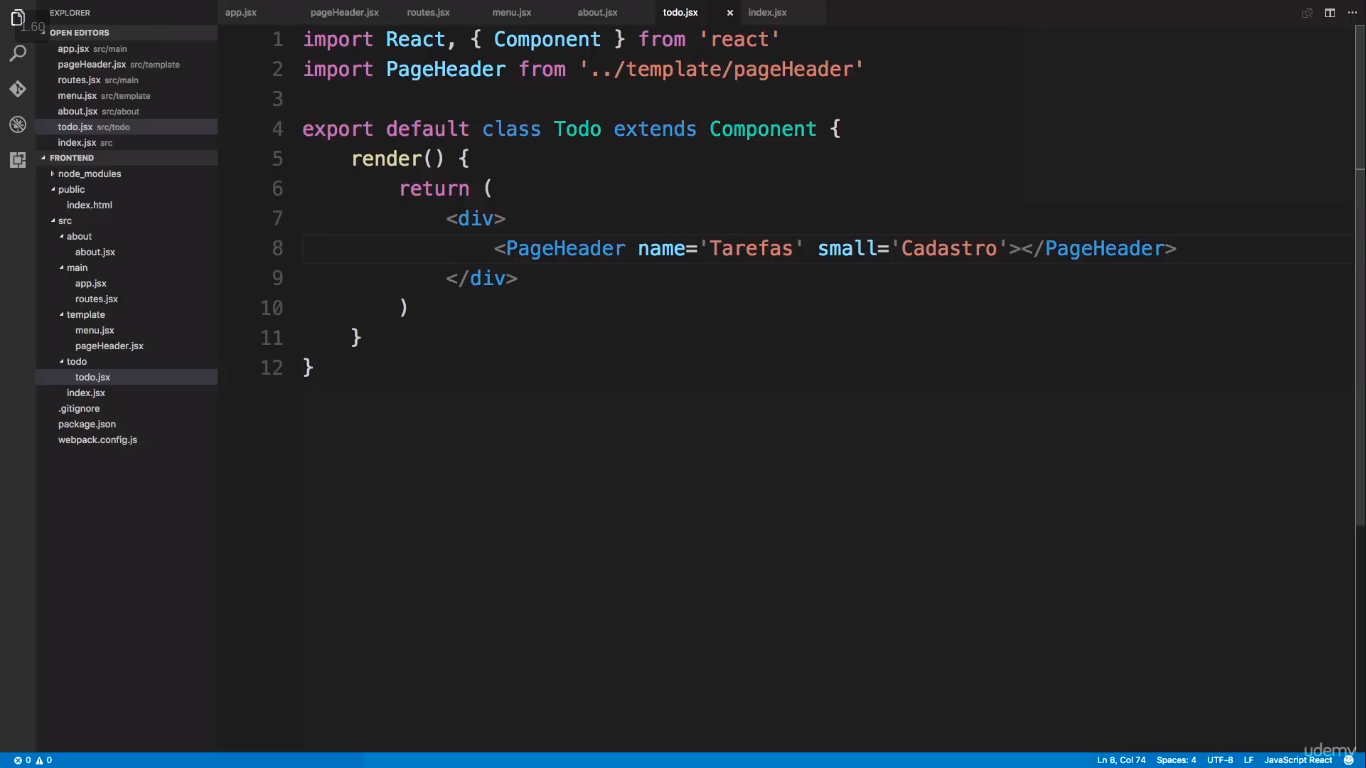 1.60
EXPLORER
OPEN EDITORS
app.jsx src/main
pageHeader.jsx src/template
routes.jsx src/main
menu.jsx src/template
about.jsx src/about
todo.jsx src/todo
index.jsx src
FRONTEND
node_modules
public
index.html
src
about
about.jsx
main
app.jsx
routes.jsx
template
menu.jsx
pageHeader.jsx
todo
todo.jsx
index.jsx
.gitignore
package.json
webpack.config.js
app.jsx pageHeader.jsx routes.jsx menu.jsx about.jsx todo.jsx × index.jsx
1 import React, { Component } from 'react'
2 import PageHeader from '../template/pageHeader'
3
4 export default class Todo extends Component {
5 render() {
6 return (
7 <div>
8 <PageHeader name='Tarefas' small='Cadastro'></PageHeader>
9 </div>
10 )
11 }
12 }
udemy
0 0 Ln 8, Col 74 Spaces: 4 UTF-8 LF JavaScript React